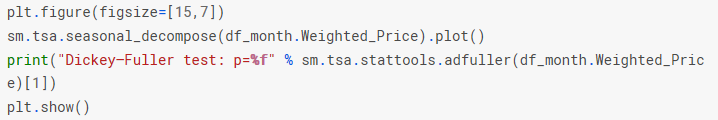 plt.figure(figsize=[15,7])
sm.tsa.seasonal_decompose(df_month.Weighted_Price).plot()
print("Dickey–Fuller test: p=%f" % sm.tsa.stattools.adfuller(df_month.Weighted_Pric
e)[1])
plt.show()